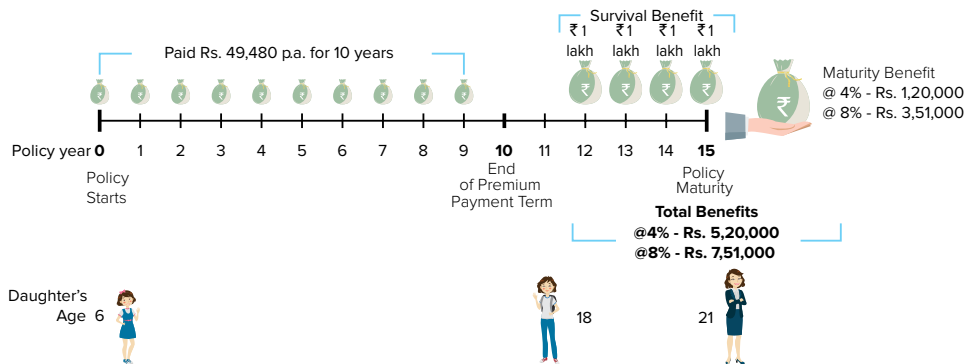 Survival Benefit
₹ 1 ₹ 1 ₹ 1 ₹ 1
lakh lakh lakh lakh
Paid Rs. 49,480 p.a. for 10 years
₹ ₹ ₹ ₹ ₹ ₹ ₹ ₹ ₹ ₹ ₹ ₹ ₹ ₹ ₹
Maturity Benefit
@ 4% - Rs. 1,20,000
@ 8% - Rs. 3,51,000
Policy year 0 1 2 3 4 5 6 7 8 9 10 11 12 13 14 15
Policy
Starts
End
of Premium
Payment Term
Policy
Maturity
Total Benefits
@4% - Rs. 5,20,000
@8% - Rs. 7,51,000
Daughter's
Age 6 18 21